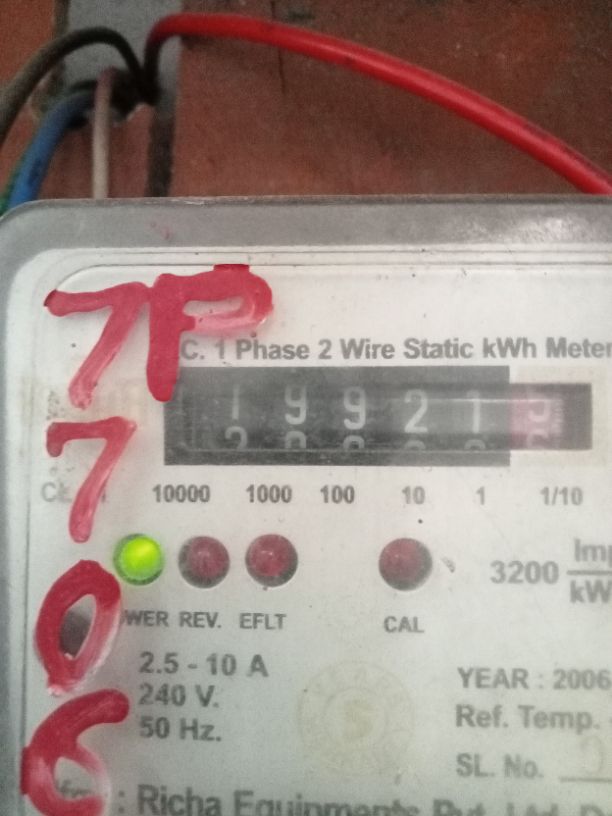 7P
7
0
6
C. 1 Phase 2 Wire Static kWh Meter
1 9 9 2 1
10000 1000 100 10 1 1/10
3200 Imp
kW
WER REV. EFLT CAL
2.5 - 10 A
240 V.
50 Hz.
YEAR : 2006
Ref. Temp.
SL. No.
: Richa Equipments Pvt. Ltd.